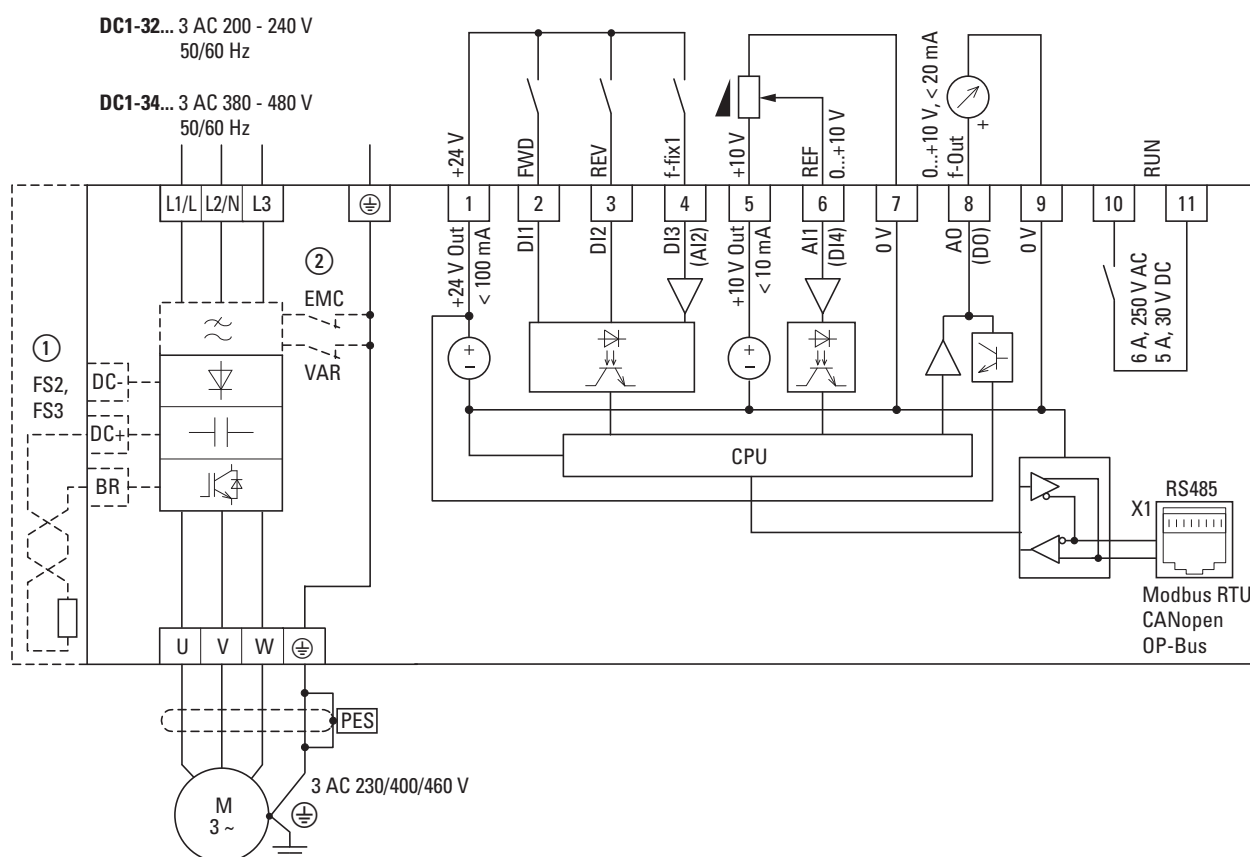 DC1-32... 3 AC 200 - 240 V
50/60 Hz
DC1-34... 3 AC 380 - 480 V
50/60 Hz
+24 V
FWD
REV
f-fix1
+10 V
REF
0...+10 V
0...+10 V, < 20 mA
f-Out
+
RUN
L1/L
L2/N
L3
1
2
3
4
5
6
7
8
9
10
11
+24 V Out
< 100 mA
DI1
DI2
DI3
(AI2)
+10 V Out
< 10 mA
AI1
(DI4)
0 V
AO
(DO)
0 V
6 A, 250 V AC
5 A, 30 V DC
2
EMC
VAR
1
FS2,
FS3
DC-
DC+
BR
+
-
+
-
CPU
X1
RS485
Modbus RTU
CANopen
OP-Bus
U
V
W
PES
3 AC 230/400/460 V
M
3 ~